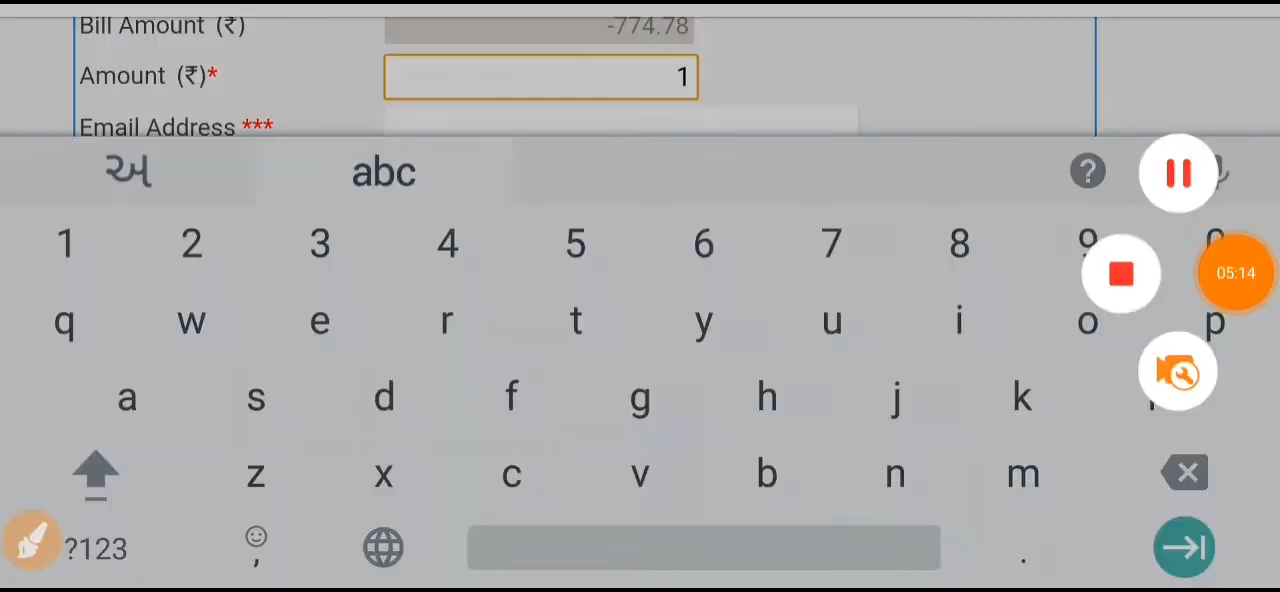 Bill Amount (₹) -774.78
Amount (₹)* 1
Email Address ***
અ abc ?
1 2 3 4 5 6 7 8 9 0
05:14
q w e r t y u i o p
a s d f g h j k
z x c v b n m
?123 , .